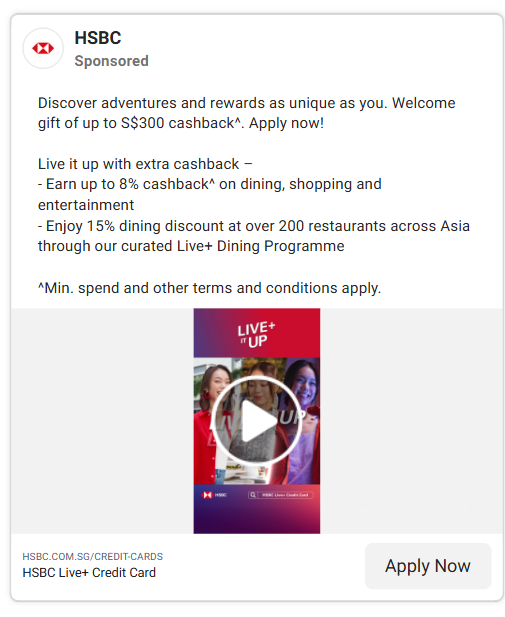 HSBC
Sponsored
Discover adventures and rewards as unique as you. Welcome
gift of up to S$300 cashback^. Apply now!
Live it up with extra cashback –
- Earn up to 8% cashback^ on dining, shopping and
entertainment
- Enjoy 15% dining discount at over 200 restaurants across Asia
through our curated Live+ Dining Programme
^Min. spend and other terms and conditions apply.
LIVE+
IT UP
HSBC
HSBC Live+ Credit Card
HSBC.COM.SG/CREDIT-CARDS
HSBC Live+ Credit Card
Apply Now